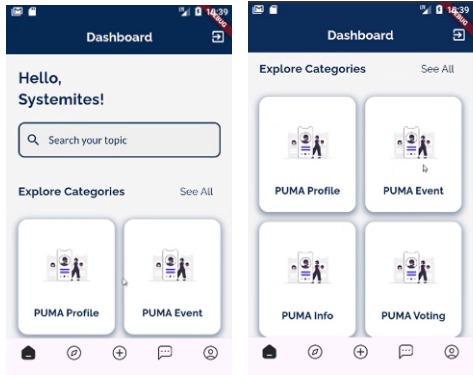 10:39
DEBUG
Dashboard
Hello,
Systemites!
Search your topic
Explore Categories See All
PUMA Profile PUMA Event
10:39
DEBUG
Dashboard
Explore Categories See All
PUMA Profile PUMA Event
PUMA Info PUMA Voting